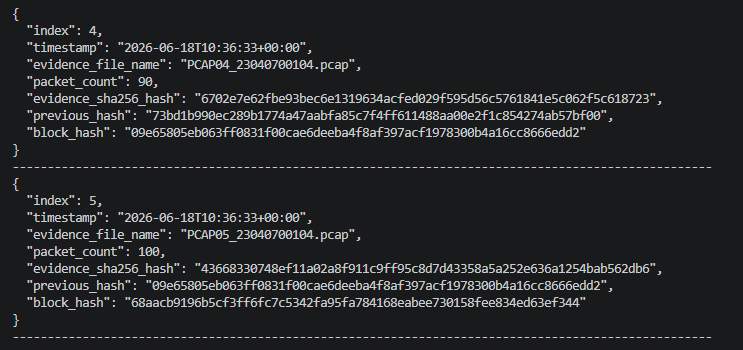 {
  "index": 4,
  "timestamp": "2026-06-18T10:36:33+00:00",
  "evidence_file_name": "PCAP04_23040700104.pcap",
  "packet_count": 90,
  "evidence_sha256_hash": "6702e7e62fbe93bec6e1319634acfed029f595d56c5761841e5c062f5c618723",
  "previous_hash": "73bd1b990ec289b1774a47aabfa85c7f4ff611488aa00e2f1c854274ab57bf00",
  "block_hash": "09e65805eb063ff0831f00cae6deeba4f8af397acf1978300b4a16cc8666edd2"
}
----------------------------------------------------------------------------------------------------
{
  "index": 5,
  "timestamp": "2026-06-18T10:36:33+00:00",
  "evidence_file_name": "PCAP05_23040700104.pcap",
  "packet_count": 100,
  "evidence_sha256_hash": "43668330748ef11a02a8f911c9ff95c8d7d43358a5a252e636a1254bab562db6",
  "previous_hash": "09e65805eb063ff0831f00cae6deeba4f8af397acf1978300b4a16cc8666edd2",
  "block_hash": "68aacb9196b5cf3ff6fc7c5342fa95fa784168eabee730158fee834ed63ef344"
}
----------------------------------------------------------------------------------------------------